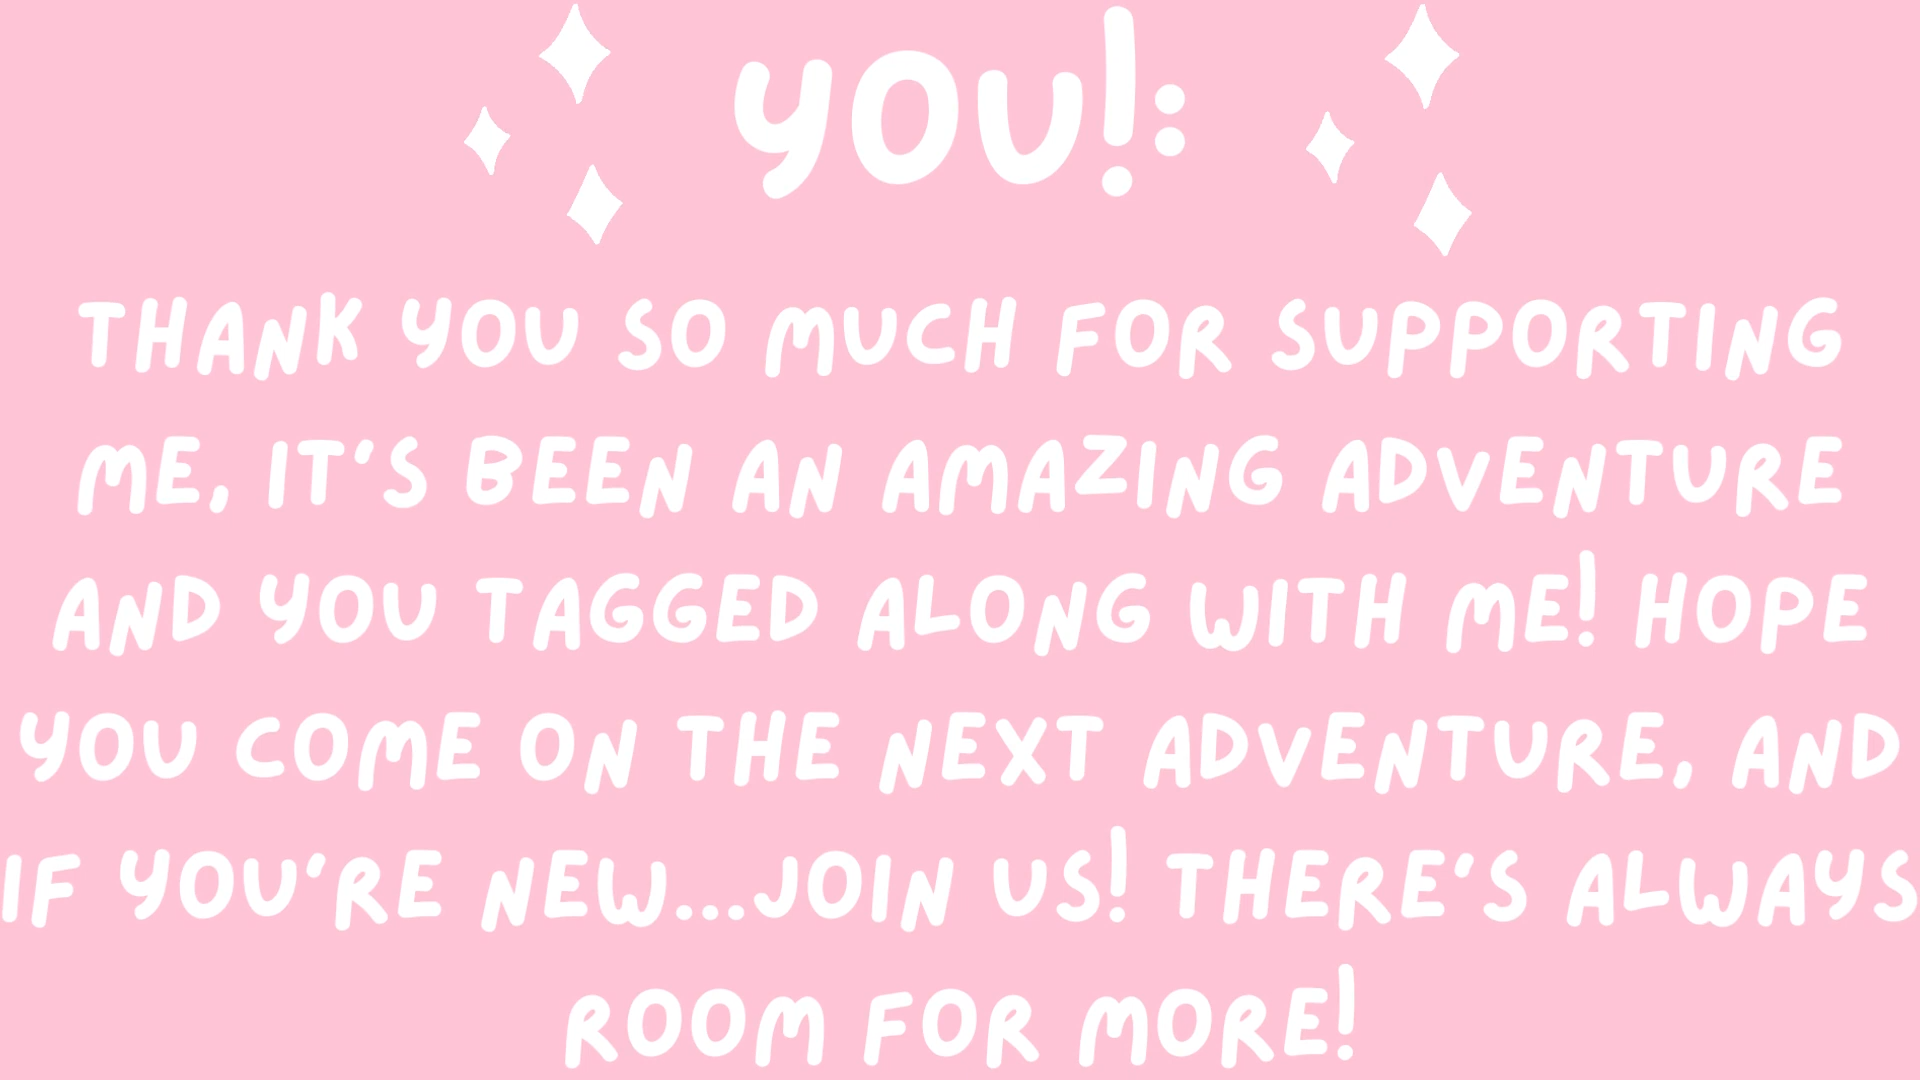 YOU!:
THANK YOU SO MUCH FOR SUPPORTING
ME, IT'S BEEN AN AMAZING ADVENTURE
AND YOU TAGGED ALONG WITH ME! HOPE
YOU COME ON THE NEXT ADVENTURE, AND
IF YOU'RE NEW...JOIN US! THERE'S ALWAYS
ROOM FOR MORE!